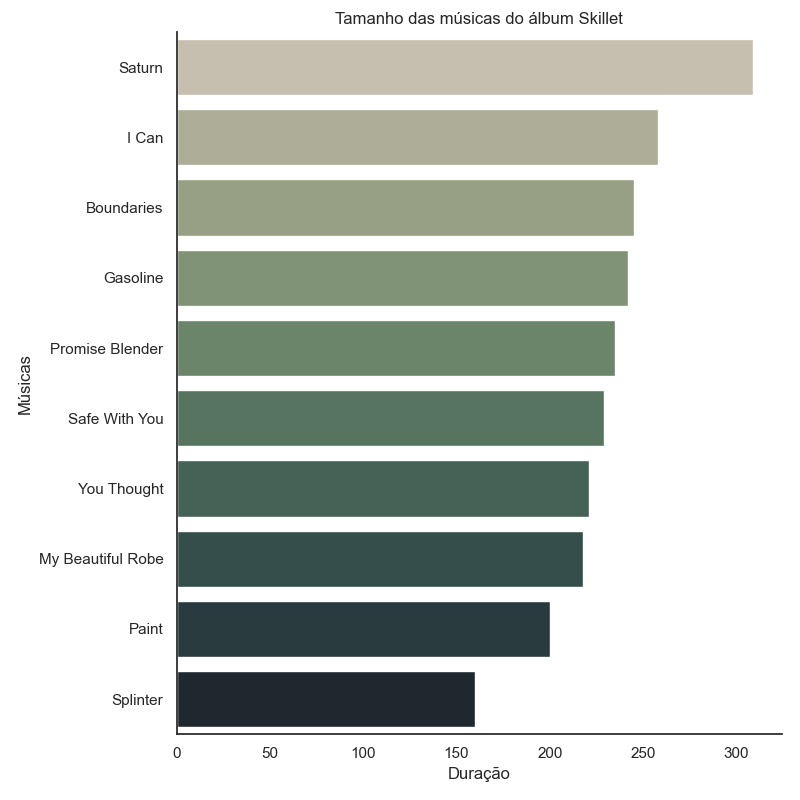 Tamanho das músicas do álbum Skillet
Saturn
I Can
Boundaries
Gasoline
Promise Blender
Safe With You
You Thought
My Beautiful Robe
Paint
Splinter
Músicas
0 50 100 150 200 250 300
Duração